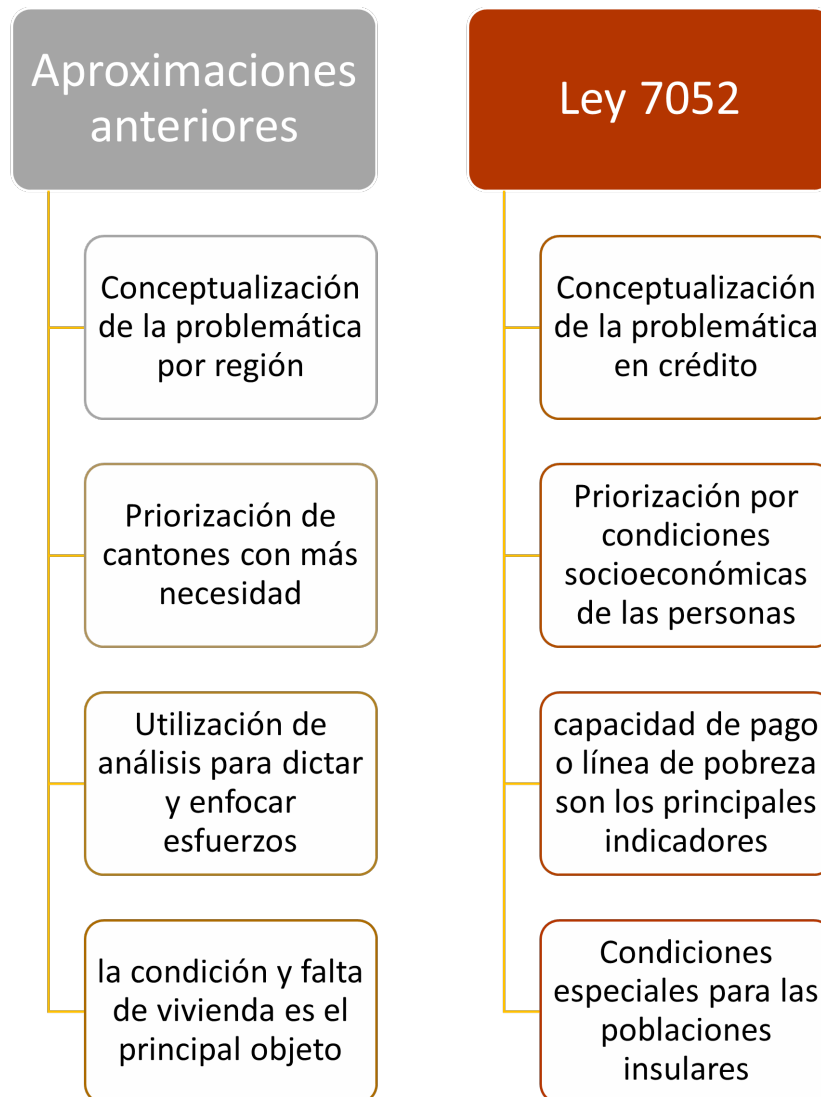 Aproximaciones
anteriores
Conceptualización
de la problemática
por región
Priorización de
cantones con más
necesidad
Utilización de
análisis para dictar
y enfocar
esfuerzos
la condición y falta
de vivienda es el
principal objeto
Ley 7052
Conceptualización
de la problemática
en crédito
Priorización por
condiciones
socioeconómicas
de las personas
capacidad de pago
o línea de pobreza
son los principales
indicadores
Condiciones
especiales para las
poblaciones
insulares